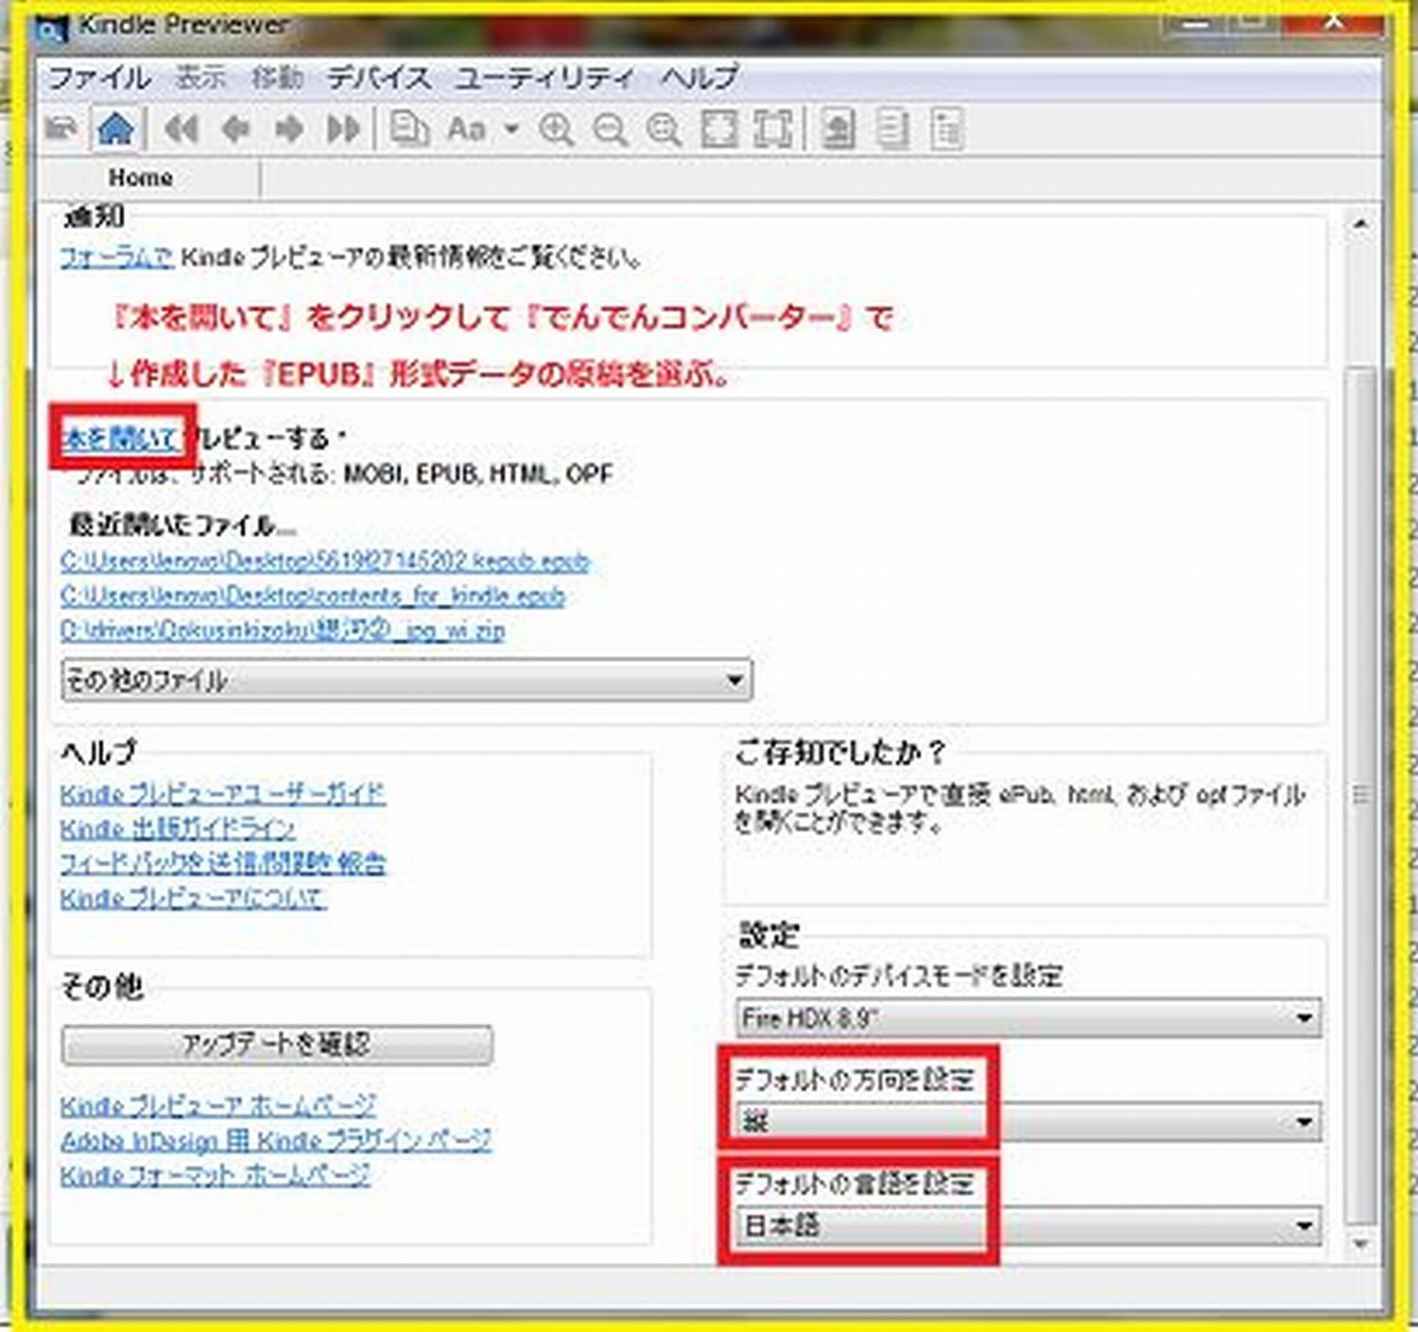 Kindle Previewer
ファイル 表示 移動 デバイス ユーティリティ ヘルプ
Aa
Home
通知
フォーラムで Kindle プレビューアの最新情報をご覧ください。
『本を開いて』をクリックして『でんでんコンバーター』で
↓作成した『EPUB』形式データの原稿を選ぶ。
本を開いて プレビューする *
ファイルは、サポートされる: MOBI, EPUB, HTML, OPF
最近開いたファイル...
C:\Users\lenovo\Desktop\5619f27145202.kepub.epub
C:\Users\lenovo\Desktop\contents_for_kindle.epub
D:\drivers\Dokusinkizoku\銀河②_jpg_wi.zip
その他のファイル
ヘルプ
Kindle プレビューアユーザーガイド
Kindle 出版ガイドライン
フィードバックを送信/問題を報告
Kindle プレビューアについて
ご存知でしたか？
Kindle プレビューアで直接 ePub, html, および opfファイル
を開くことができます。
設定
デフォルトのデバイスモードを設定
Fire HDX 8.9"
デフォルトの方向を設定
縦
デフォルトの言語を設定
日本語
その他
アップデートを確認
Kindle プレビューア ホームページ
Adobe InDesign 用 Kindle プラグイン ページ
Kindle フォーマット ホームページ